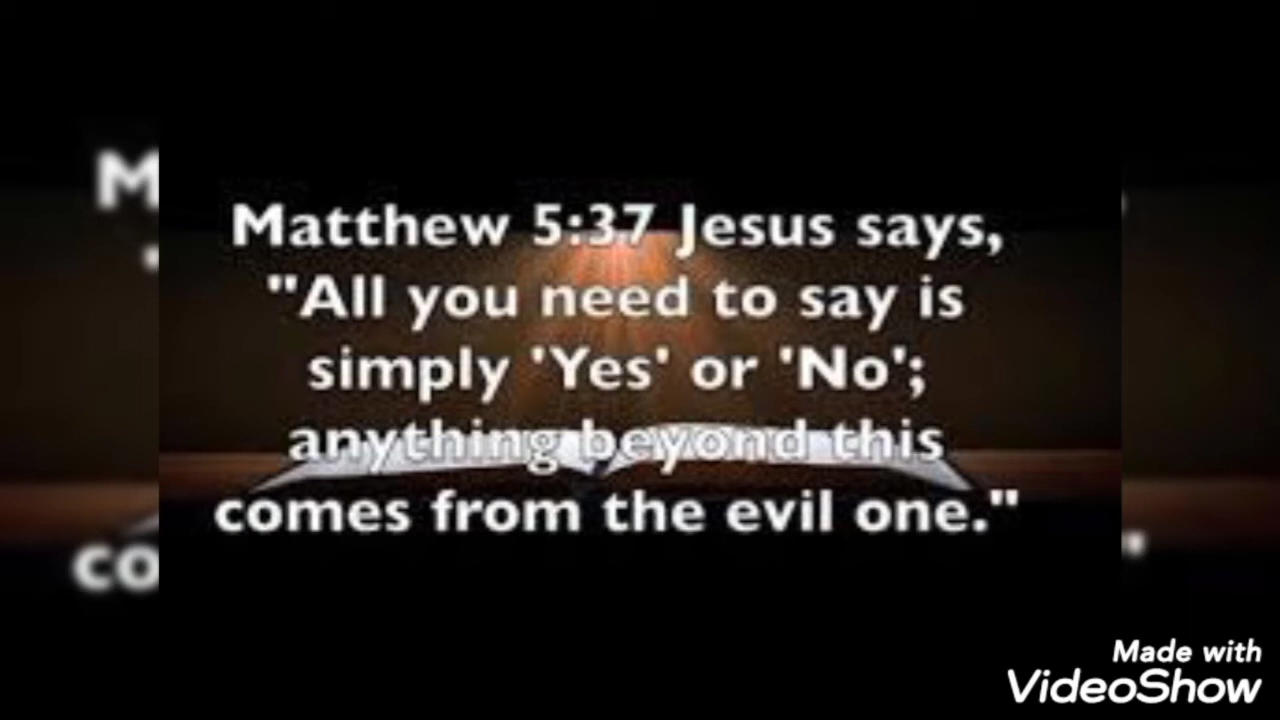 Matthew 5:37 Jesus says,
"All you need to say is
simply 'Yes' or 'No';
anything beyond this
comes from the evil one."
Made with
VideoShow